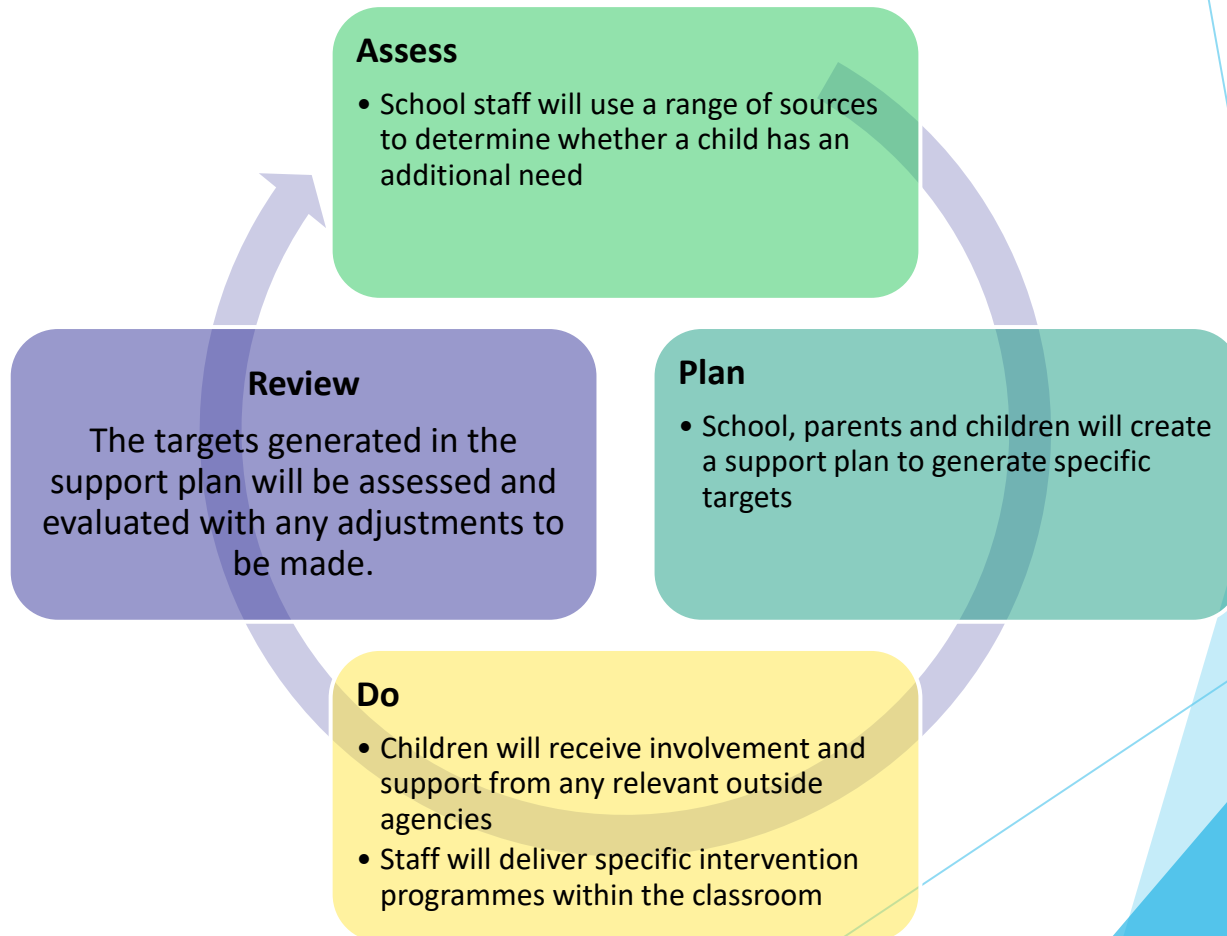 Assess
• School staff will use a range of sources
to determine whether a child has an
additional need
Plan
• School, parents and children will create
a support plan to generate specific
targets
Do
• Children will receive involvement and
support from any relevant outside
agencies
• Staff will deliver specific intervention
programmes within the classroom
Review
The targets generated in the
support plan will be assessed and
evaluated with any adjustments to
be made.